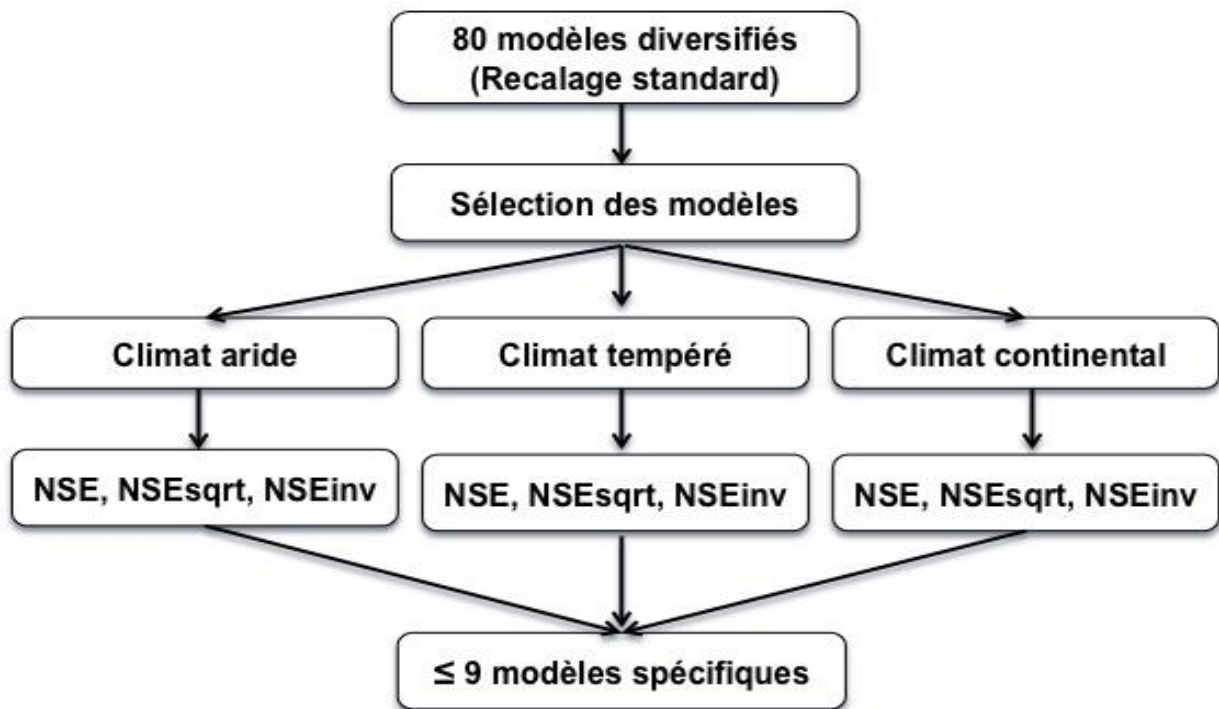 80 modèles diversifiés
(Recalage standard)
Sélection des modèles
Climat aride
Climat tempéré
Climat continental
NSE, NSEsqrt, NSEinv
NSE, NSEsqrt, NSEinv
NSE, NSEsqrt, NSEinv
≤ 9 modèles spécifiques